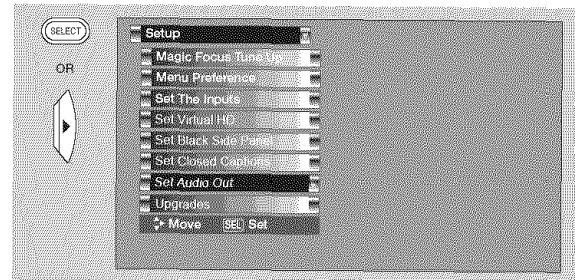 SELECT
OR
Setup
Magic Focus Tune Up
Menu Preference
Set The Inputs
Set Virtual HD
Set Black Side Panel
Set Closed Captions
Set Audio Out
Upgrades
Move SEL Set